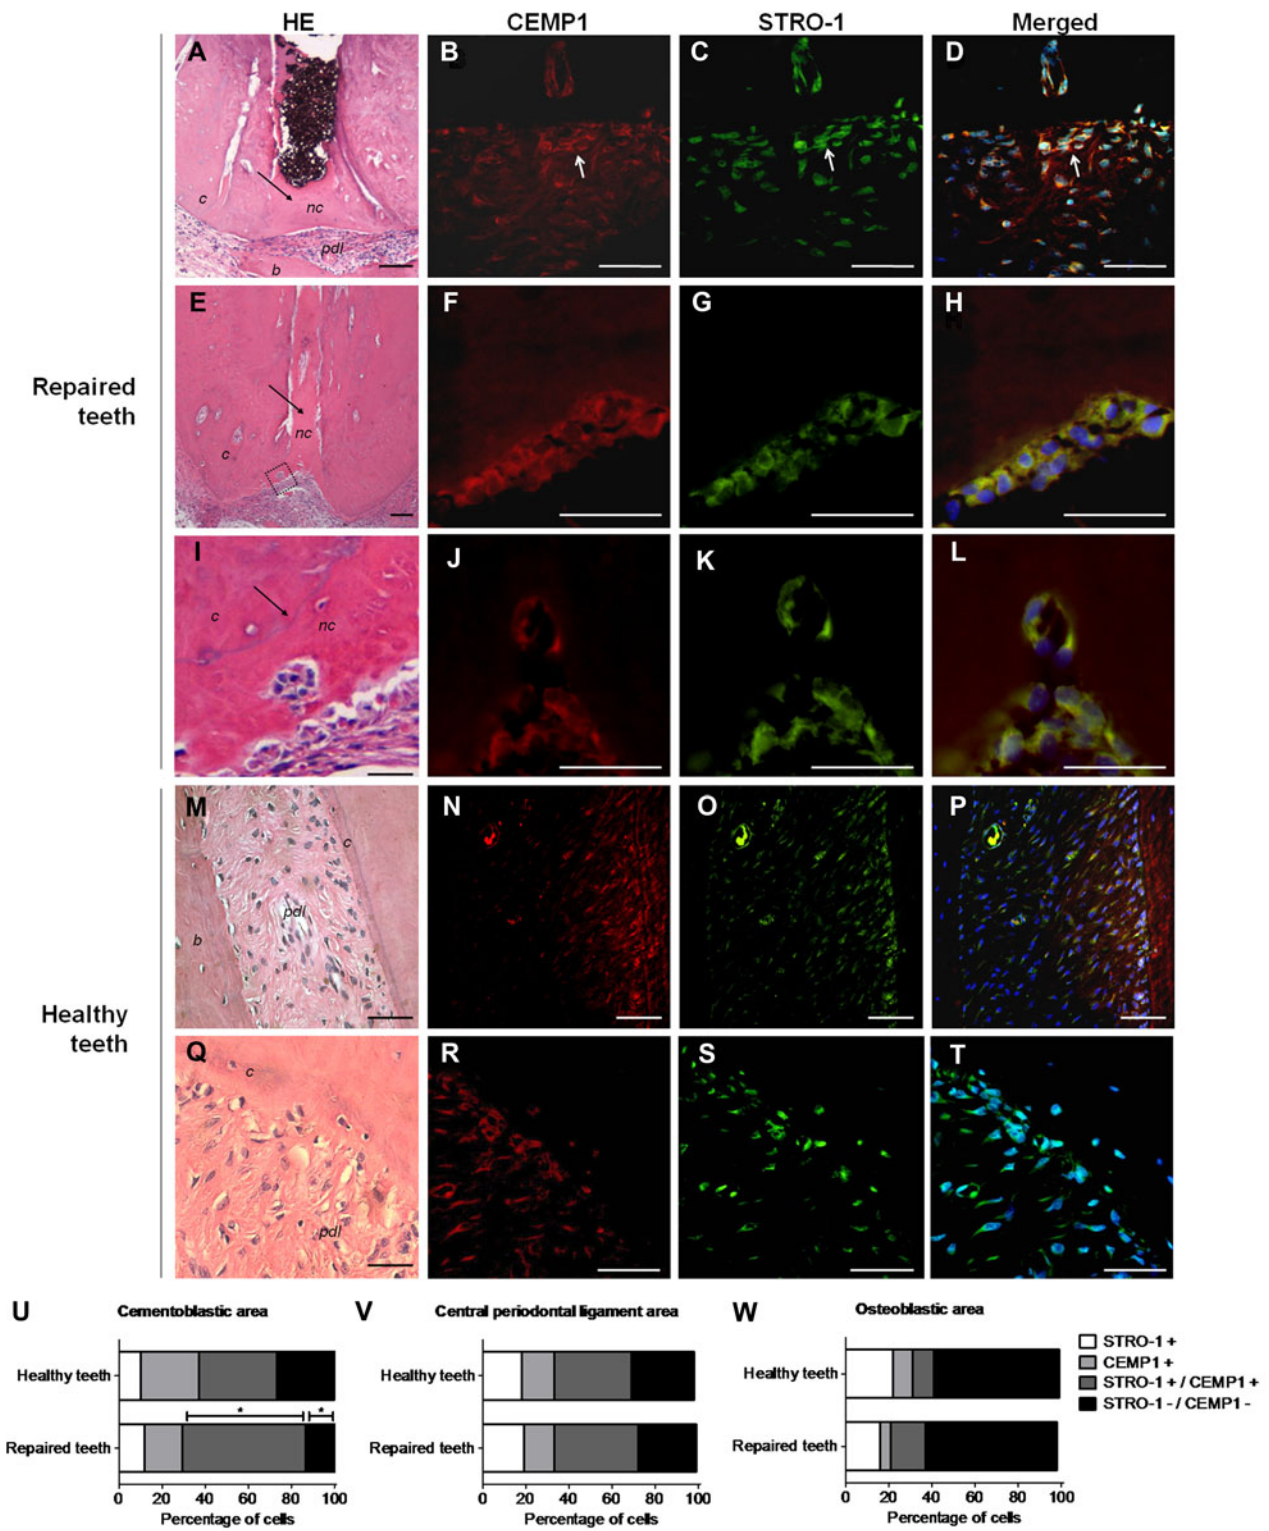 HE CEMP1 STRO-1 Merged
A B C D
c nc
pdl
b
E F G H
Repaired
teeth
nc
c
I J K L
c nc
M N O P
c
pdl
b
Healthy
teeth
Q R S T
c
pdl
U Cementoblastic area V Central periodontal ligament area W Osteoblastic area
STRO-1 +
CEMP1 +
STRO-1 + / CEMP1 +
STRO-1 - / CEMP1 -
Healthy teeth Healthy teeth Healthy teeth
* *
Repaired teeth Repaired teeth Repaired teeth
0 20 40 60 80 100 0 20 40 60 80 100 0 20 40 60 80 100
Percentage of cells Percentage of cells Percentage of cells